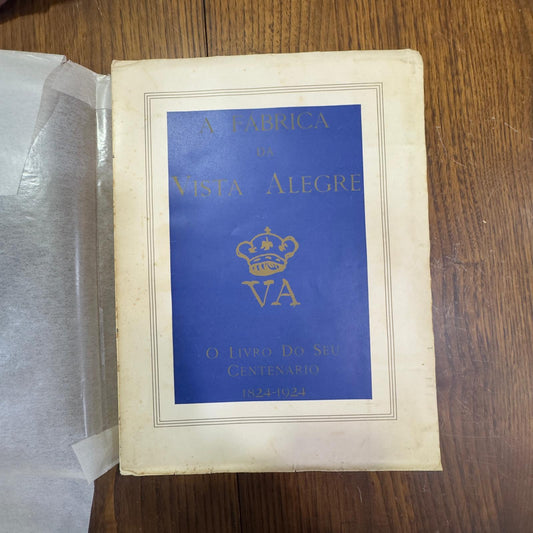 A FABRICA
DA
VISTA ALEGRE
VA
O LIVRO DO SEU
CENTENARIO
1824-1924